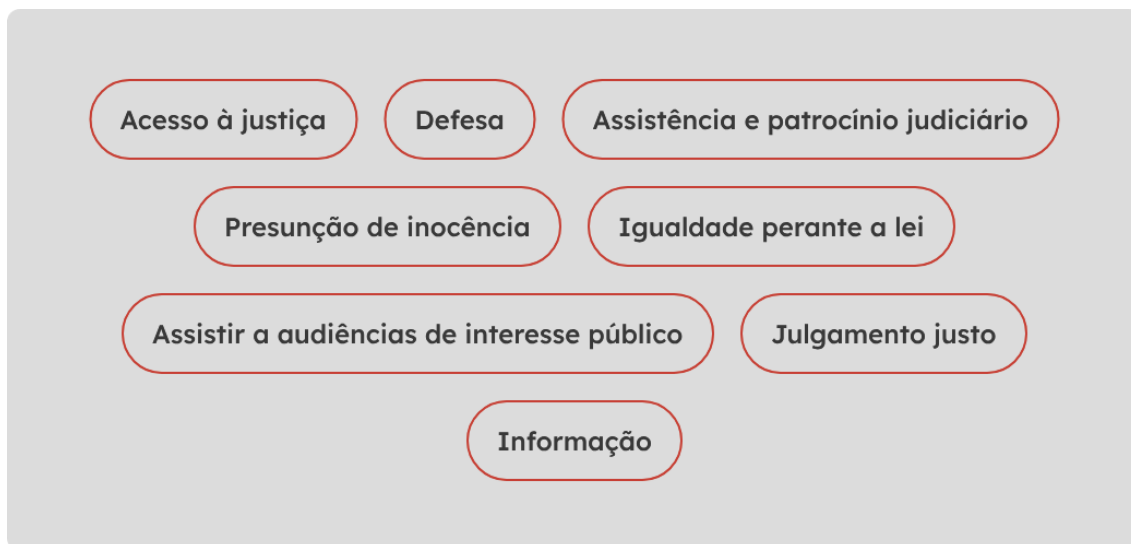 Acesso à justiça
Defesa
Assistência e patrocínio judiciário
Presunção de inocência
Igualdade perante a lei
Assistir a audiências de interesse público
Julgamento justo
Informação